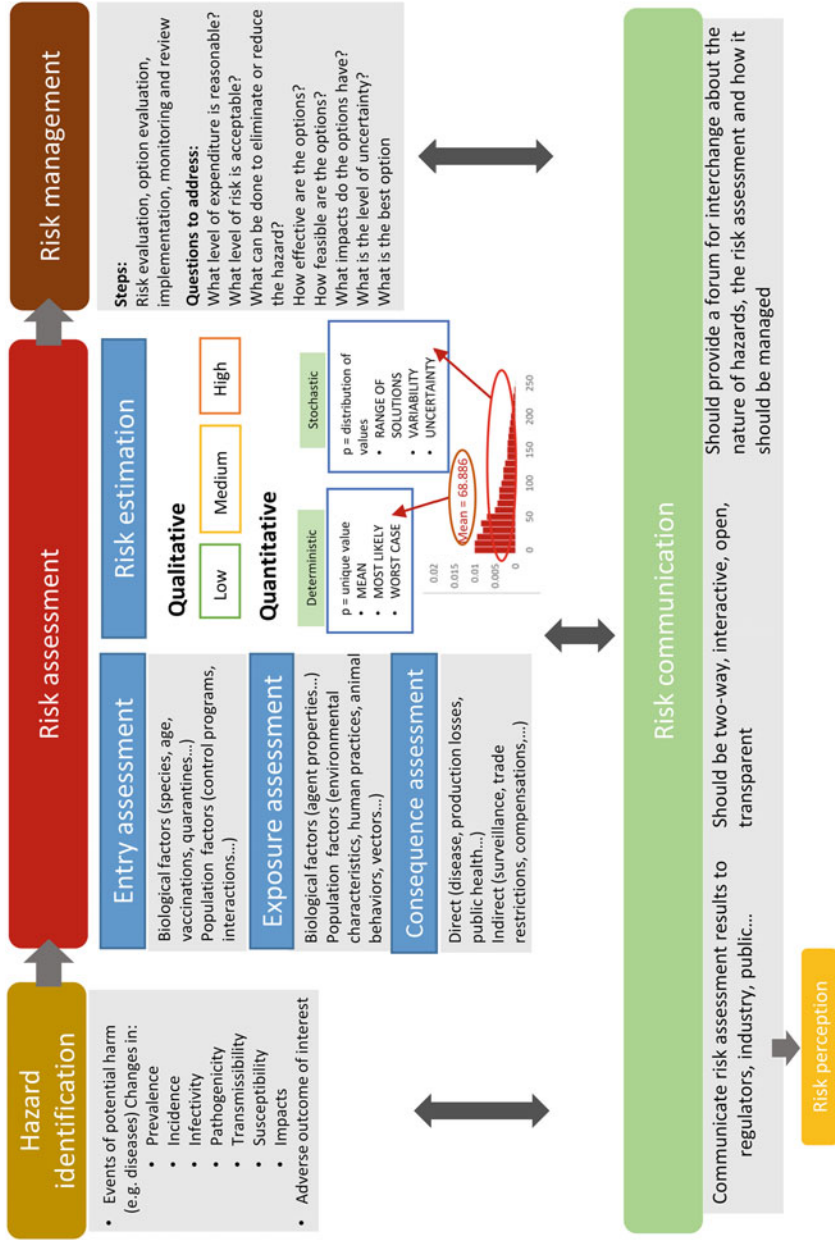 Hazard
identification
• Events of potential harm
(e.g. diseases) Changes in:
• Prevalence
• Incidence
• Infectivity
• Pathogenicity
• Transmissibility
• Susceptibility
• Impacts
• Adverse outcome of interest
Risk assessment
Entry assessment
Biological factors (species, age,
vaccinations, quarantines...)
Population factors (control programs,
interactions...)
Exposure assessment
Biological factors (agent properties...)
Population factors (environmental
characteristics, human practices, animal
behaviors, vectors...)
Consequence assessment
Direct (disease, production losses,
public health...)
Indirect (surveillance, trade
restrictions, compensations,...)
Risk estimation
Qualitative
Low
Medium
High
Quantitative
Deterministic
p = unique value
• MEAN
• MOST LIKELY
• WORST CASE
Stochastic
p = distribution of
values
• RANGE OF
SOLUTIONS
• VARIABILITY
• UNCERTAINTY
Mean = 68.886
0.02
0.015
0.01
0.005
0
0 50 100 150 200 250
Risk management
Steps:
Risk evaluation, option evaluation,
implementation, monitoring and review
Questions to address:
What level of expenditure is reasonable?
What level of risk is acceptable?
What can be done to eliminate or reduce
the hazard?
How effective are the options?
How feasible are the options?
What impacts do the options have?
What is the level of uncertainty?
What is the best option
Risk communication
Communicate risk assessment results to
regulators, industry, public...
Should be two-way, interactive, open,
transparent
Should provide a forum for interchange about the
nature of hazards, the risk assessment and how it
should be managed
Risk perception